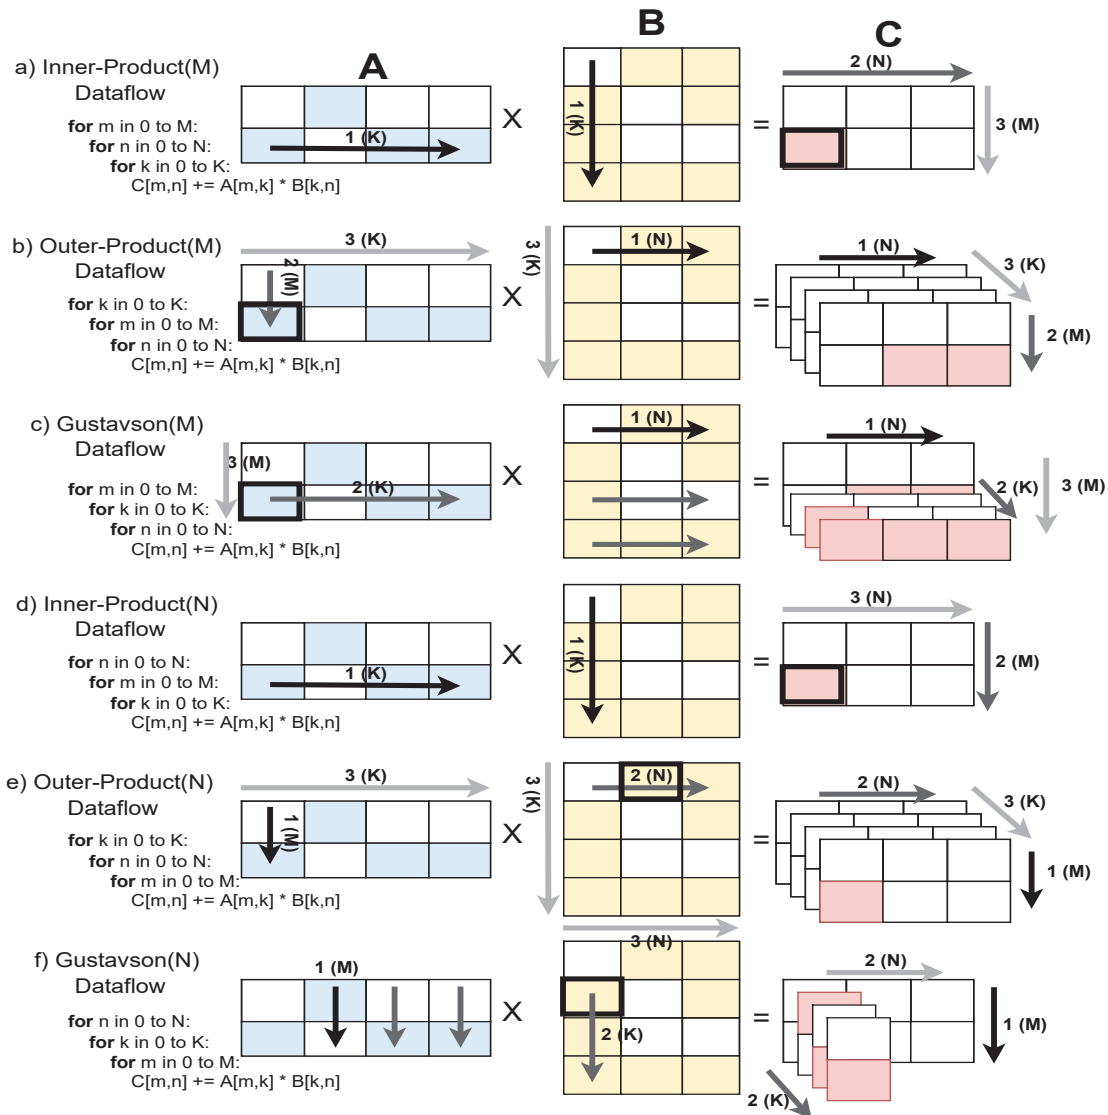 A
B
C
a) Inner-Product(M)
Dataflow
for m in 0 to M:
for n in 0 to N:
for k in 0 to K:
C[m,n] += A[m,k] * B[k,n]
1 (K)
X
1 (K)
=
2 (N)
3 (M)
b) Outer-Product(M)
Dataflow
for k in 0 to K:
for m in 0 to M:
for n in 0 to N:
C[m,n] += A[m,k] * B[k,n]
3 (K)
2 (M)
X
3 (K)
1 (N)
=
1 (N)
3 (K)
2 (M)
c) Gustavson(M)
Dataflow
for m in 0 to M:
for k in 0 to K:
for n in 0 to N:
C[m,n] += A[m,k] * B[k,n]
3 (M)
2 (K)
X
1 (N)
=
1 (N)
2 (K)
3 (M)
d) Inner-Product(N)
Dataflow
for n in 0 to N:
for m in 0 to M:
for k in 0 to K:
C[m,n] += A[m,k] * B[k,n]
1 (K)
X
1 (K)
=
3 (N)
2 (M)
e) Outer-Product(N)
Dataflow
for k in 0 to K:
for n in 0 to N:
for m in 0 to M:
C[m,n] += A[m,k] * B[k,n]
3 (K)
1 (M)
X
3 (K)
2 (N)
=
2 (N)
3 (K)
1 (M)
f) Gustavson(N)
Dataflow
for n in 0 to N:
for k in 0 to K:
for m in 0 to M:
C[m,n] += A[m,k] * B[k,n]
1 (M)
X
3 (N)
2 (K)
=
2 (N)
1 (M)
2 (K)